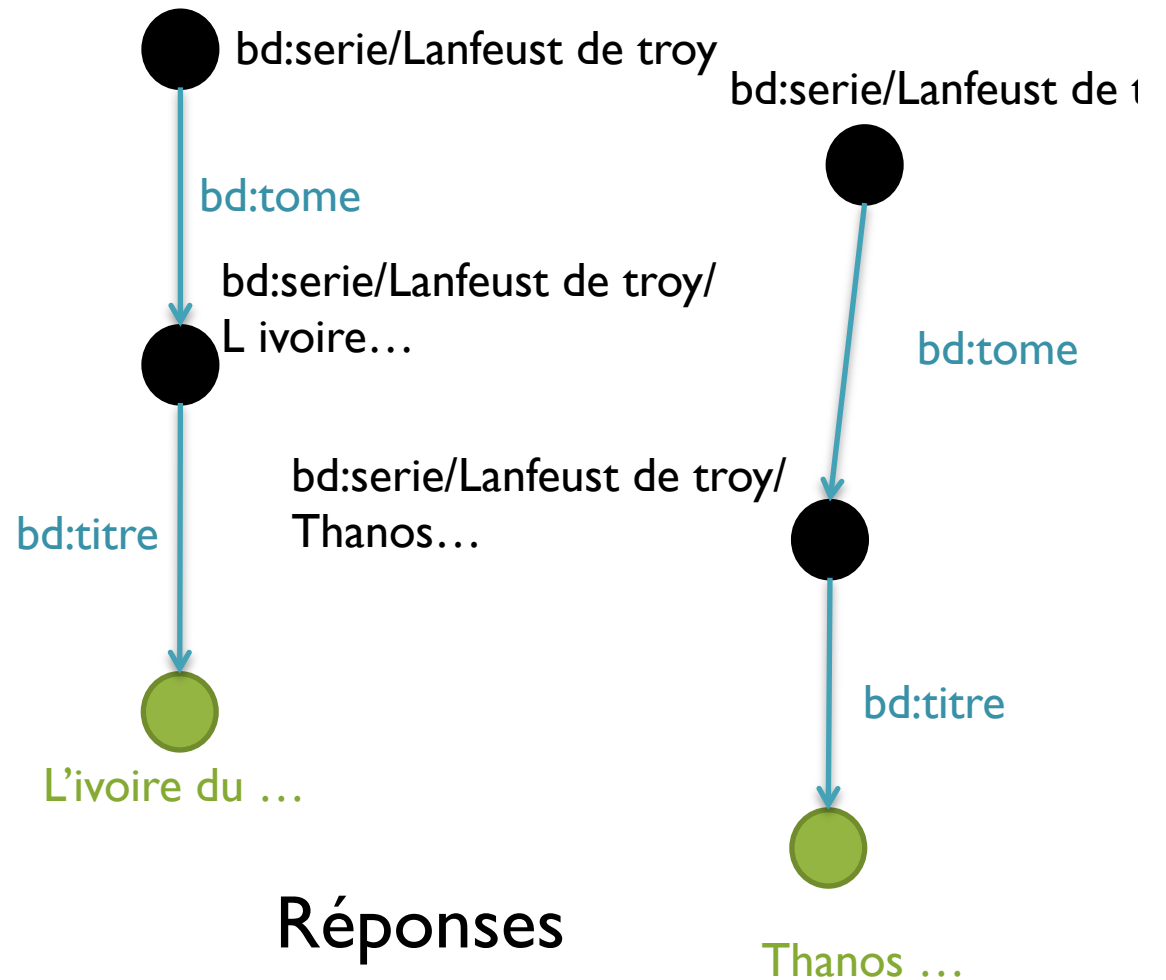 bd:serie/Lanfeust de troy
bd:serie/Lanfeust de
bd:tome
bd:serie/Lanfeust de troy/
L ivoire…
bd:tome
bd:serie/Lanfeust de troy/
Thanos…
bd:titre
bd:titre
L’ivoire du …
Réponses
Thanos …